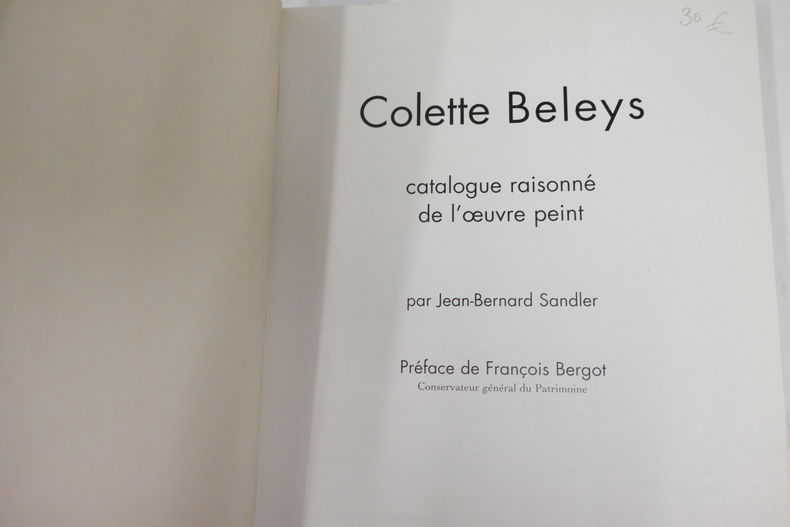 30 €
Colette Beleys
catalogue raisonné
de l'œuvre peint
par Jean-Bernard Sandler
Préface de François Bergot
Conservateur général du Patrimoine